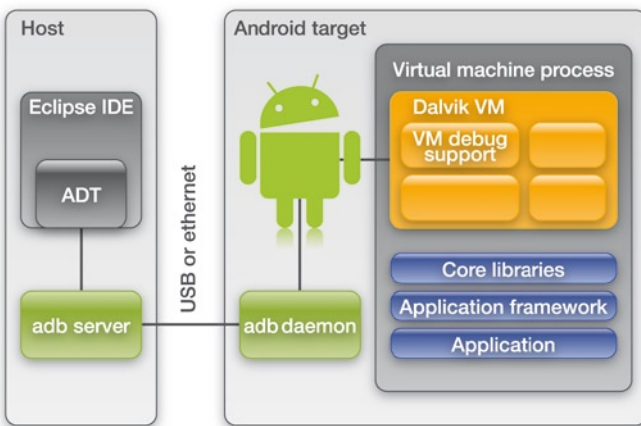 Host
Eclipse IDE
ADT
adb server
USB or ethernet
Android target
adb daemon
Virtual machine process
Dalvik VM
VM debug
support
Core libraries
Application framework
Application